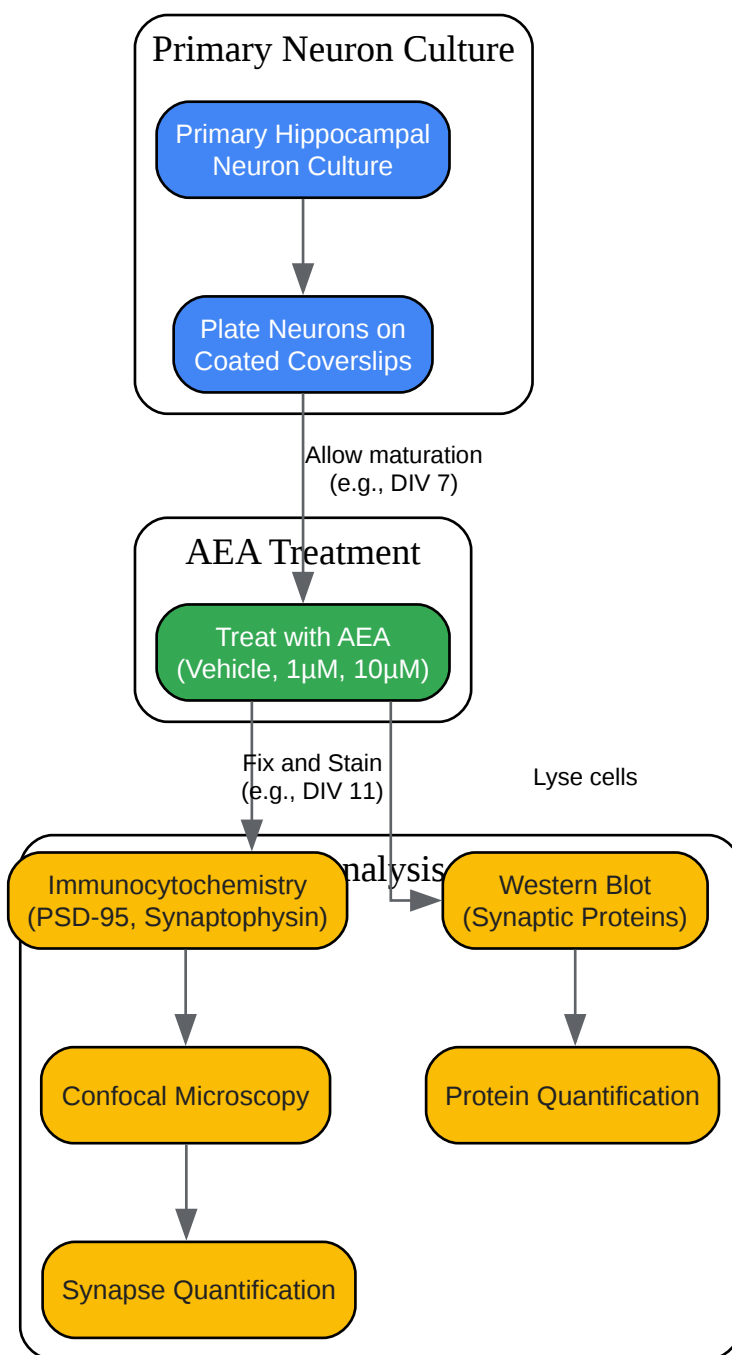 Primary Neuron Culture
Primary Hippocampal
Neuron Culture
Plate Neurons on
Coated Coverslips
Allow maturation
(e.g., DIV 7)
AEA Treatment
Treat with AEA
(Vehicle, 1µM, 10µM)
Fix and Stain
(e.g., DIV 11)
Lyse cells
nalysis
Immunocytochemistry
(PSD-95, Synaptophysin)
Western Blot
(Synaptic Proteins)
Confocal Microscopy
Protein Quantification
Synapse Quantification